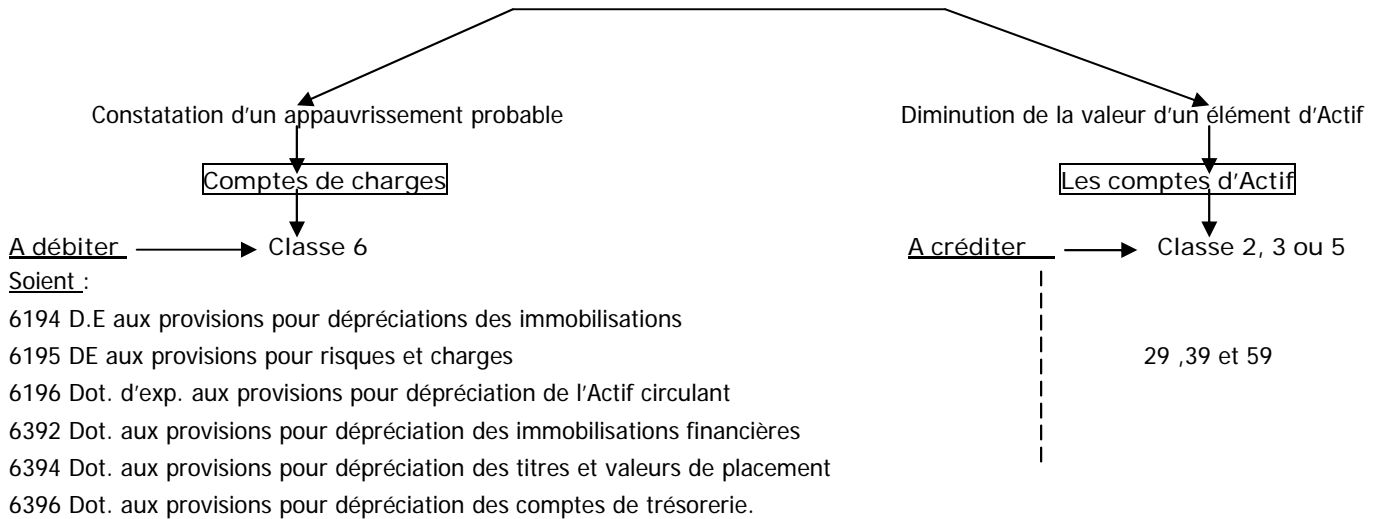 Constatation d'un appauvrissement probable
Diminution de la valeur d'un élément d'Actif
Comptes de charges
Les comptes d'Actif
A débiter
Classe 6
A créditer
Classe 2, 3 ou 5
Soient :
6194 D.E aux provisions pour dépréciations des immobilisations
6195 DE aux provisions pour risques et charges
29 ,39 et 59
6196 Dot. d'exp. aux provisions pour dépréciation de l'Actif circulant
6392 Dot. aux provisions pour dépréciation des immobilisations financières
6394 Dot. aux provisions pour dépréciation des titres et valeurs de placement
6396 Dot. aux provisions pour dépréciation des comptes de trésorerie.